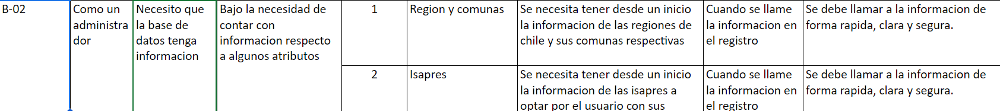 B-02
Como un
administra
dor
Necesito que
la base de
datos tenga
informacion
Bajo la necesidad de
contar con
informacion respecto
a algunos atributos
1
Region y comunas
Se necesita tener desde un inicio
la informacion de las regiones de
chile y sus comunas respectivas
Cuando se llame
la informacion en
el registro
Se debe llamar a la informacion de
forma rapida, clara y segura.
2
Isapres
Se necesita tener desde un inicio
la informacion de las isapres a
optar por el usuario con sus
Cuando se llame
la informacion en
el registro
Se debe llamar a la informacion de
forma rapida, clara y segura.